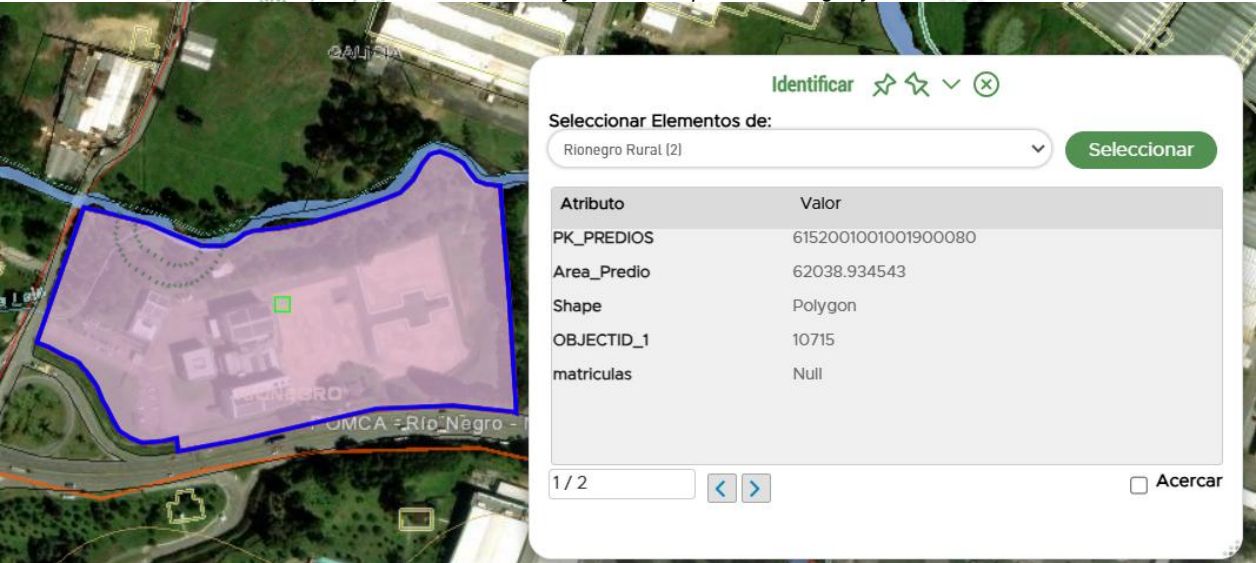 GALICIA
Identificar
Seleccionar Elementos de:
Rionegro Rural (2)
Seleccionar
Atributo Valor
PK_PREDIOS 6152001001001900080
Area_Predio 62038.934543
Shape Polygon
OBJECTID_1 10715
matriculas Null
RIONEGRO
POMCA - Río Negro -
1 / 2
Acercar